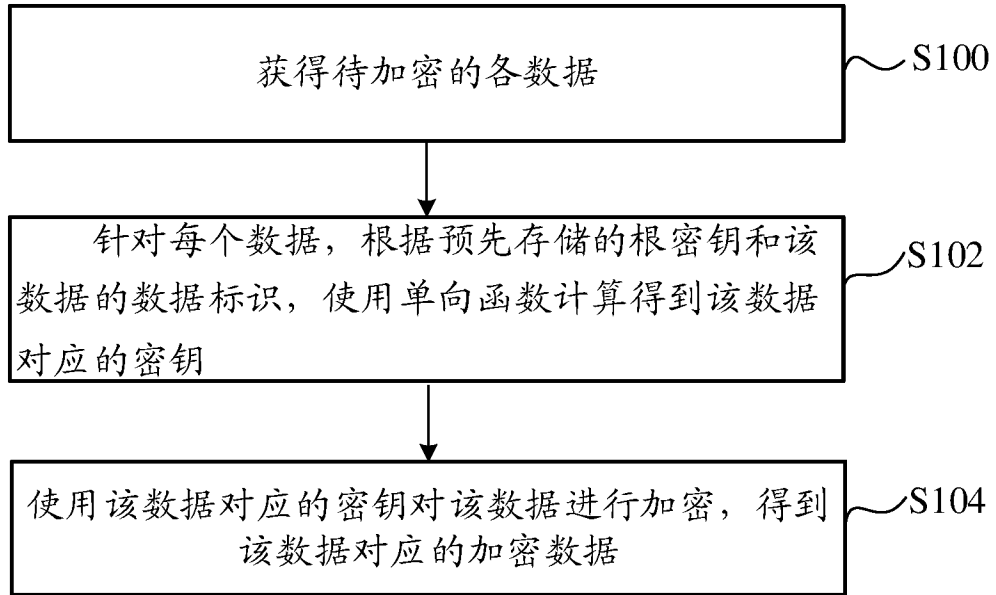 获得待加密的各数据
S100
针对每个数据，根据预先存储的根密钥和该
数据的数据标识，使用单向函数计算得到该数据
对应的密钥
S102
使用该数据对应的密钥对该数据进行加密，得到
该数据对应的加密数据
S104